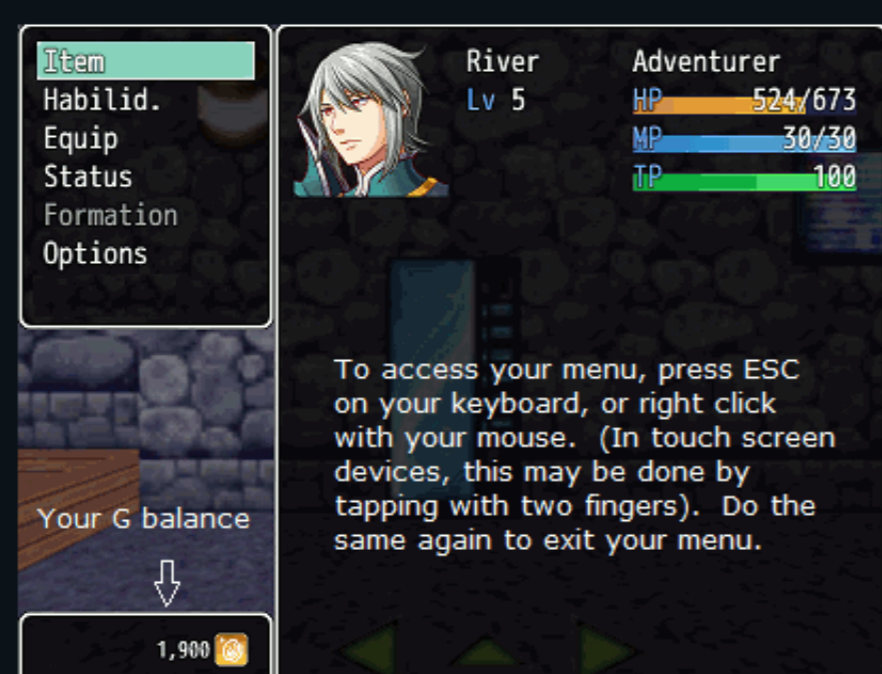 Item
Habilid.
Equip
Status
Formation
Options
River
Lv 5
Adventurer
HP 524/673
MP 30/30
TP 100
To access your menu, press ESC
on your keyboard, or right click
with your mouse.  (In touch screen
devices, this may be done by
tapping with two fingers).  Do the
same again to exit your menu.
Your G balance
1,900